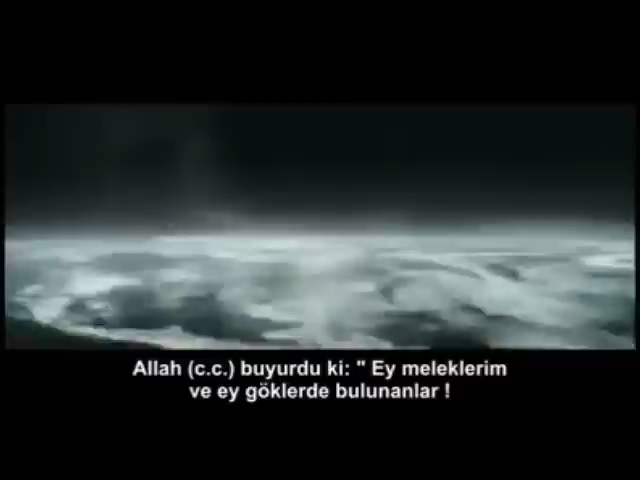 Allah (c.c.) buyurdu ki: " Ey meleklerim
ve ey göklerde bulunanlar !